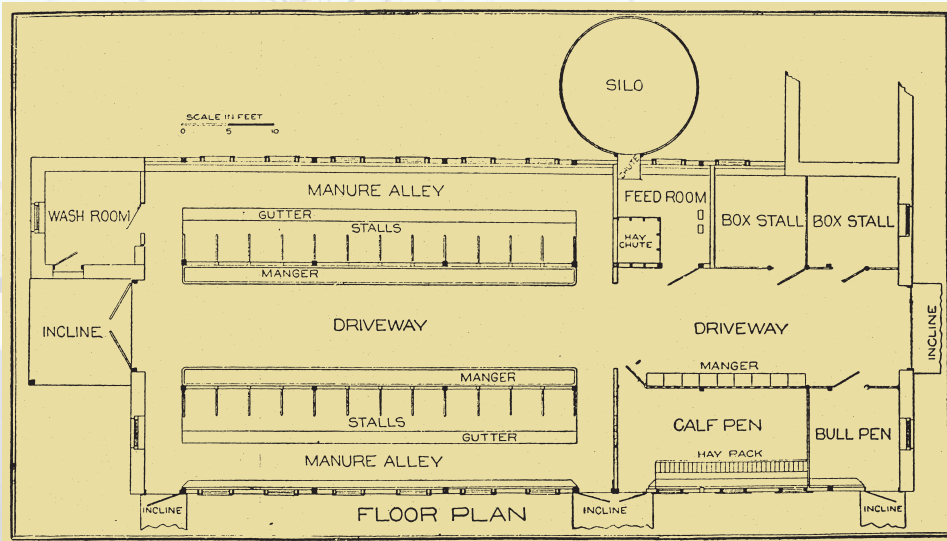 SILO
SCALE IN FEET
0 5 10
CHUTE
MANURE ALLEY
FEED ROOM
WASH ROOM
GUTTER
BOX STALL
BOX STALL
STALLS
HAY
CHUTE
MANGER
INCLINE
DRIVEWAY
DRIVEWAY
INCLINE
MANGER
MANGER
STALLS
CALF PEN
BULL PEN
GUTTER
HAY PACK
MANURE ALLEY
INCLINE
FLOOR PLAN
INCLINE
INCLINE